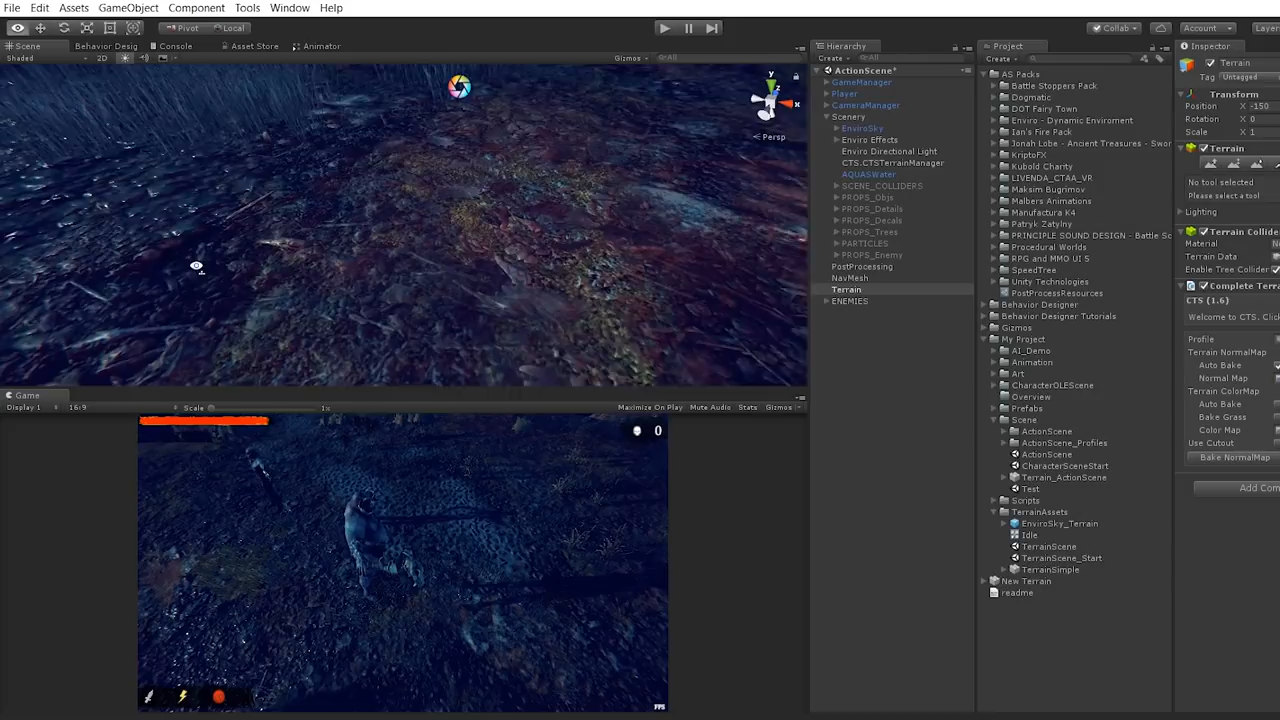 File Edit Assets GameObject Component Tools Window Help
Pivot Local Collab Account Layers
Scene Behavior Desig Console Asset Store Animator
Shaded 2D Gizmos All
y
x
z
Persp
Game
Display 1 16:9 Scale 1x Maximize On Play Mute Audio Stats Gizmos
0
FPS
Hierarchy
Create All
ActionScene*
GameManager
Player
CameraManager
Scenery
EnviroSky
Enviro Effects
Enviro Directional Light
CTS.CTSTerrainManager
AQUASWater
SCENE_COLLIDERS
PROPS_Objs
PROPS_Details
PROPS_Decals
PROPS_Trees
PARTICLES
PROPS_Enemy
PostProcessing
NavMesh
Terrain
ENEMIES
Project
Create
AS Packs
Battle Stoppers Pack
Dogmatic
DOT Fairy Town
Enviro - Dynamic Enviroment
Ian's Fire Pack
Jonah Lobe - Ancient Treasures - Swor
KriptoFX
Kubold Charity
LIVENDA_CTAA_VR
Maksim Bugrimov
Malbers Animations
Manufactura K4
Patryk Zatylny
PRINCIPLE SOUND DESIGN - Battle Sc
Procedural Worlds
RPG and MMO UI 5
SpeedTree
Unity Technologies
PostProcessResources
Behavior Designer
Behavior Designer Tutorials
Gizmos
My Project
AI_Demo
Animation
Art
CharacterOLEScene
Overview
Prefabs
Scene
ActionScene
ActionScene_Profiles
ActionScene
CharacterSceneStart
Terrain_ActionScene
Test
Scripts
TerrainAssets
EnviroSky_Terrain
Idle
TerrainScene
TerrainScene_Start
TerrainSimple
New Terrain
readme
Inspector
Terrain
Tag Untagged
Transform
Position X -150
Rotation X 0
Scale X 1
Terrain
No tool selected
Please select a tool
Lighting
Terrain Collide
Material
Terrain Data
Enable Tree Collider
Complete Terra
CTS (1.6)
Welcome to CTS. Click
Profile
Terrain NormalMap
Auto Bake
Normal Map
Terrain ColorMap
Auto Bake
Bake Grass
Color Map
Use Cutout
Bake NormalMap
Add Com